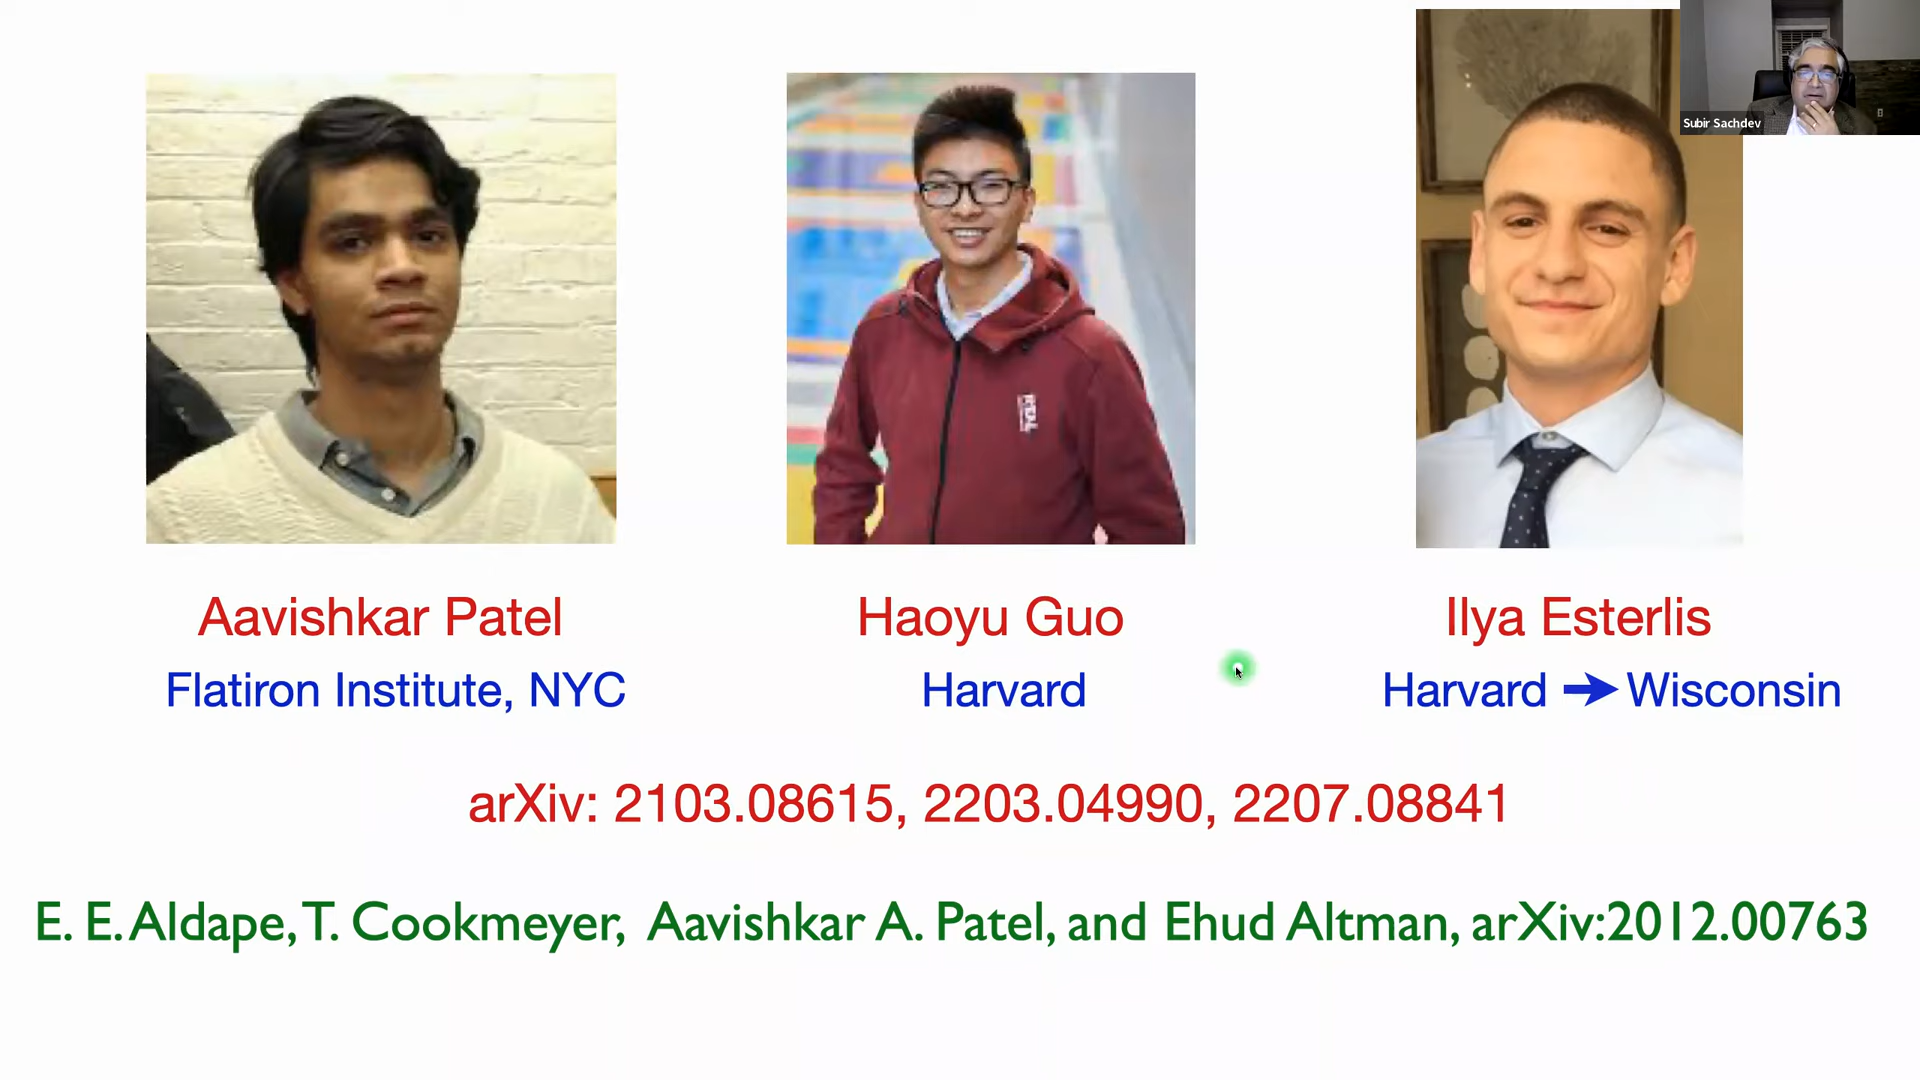 Subir Sachdev
Aavishkar Patel
Flatiron Institute, NYC
Haoyu Guo
Harvard
Ilya Esterlis
Harvard → Wisconsin
arXiv: 2103.08615, 2203.04990, 2207.08841
E. E. Aldape, T. Cookmeyer, Aavishkar A. Patel, and Ehud Altman, arXiv:2012.00763